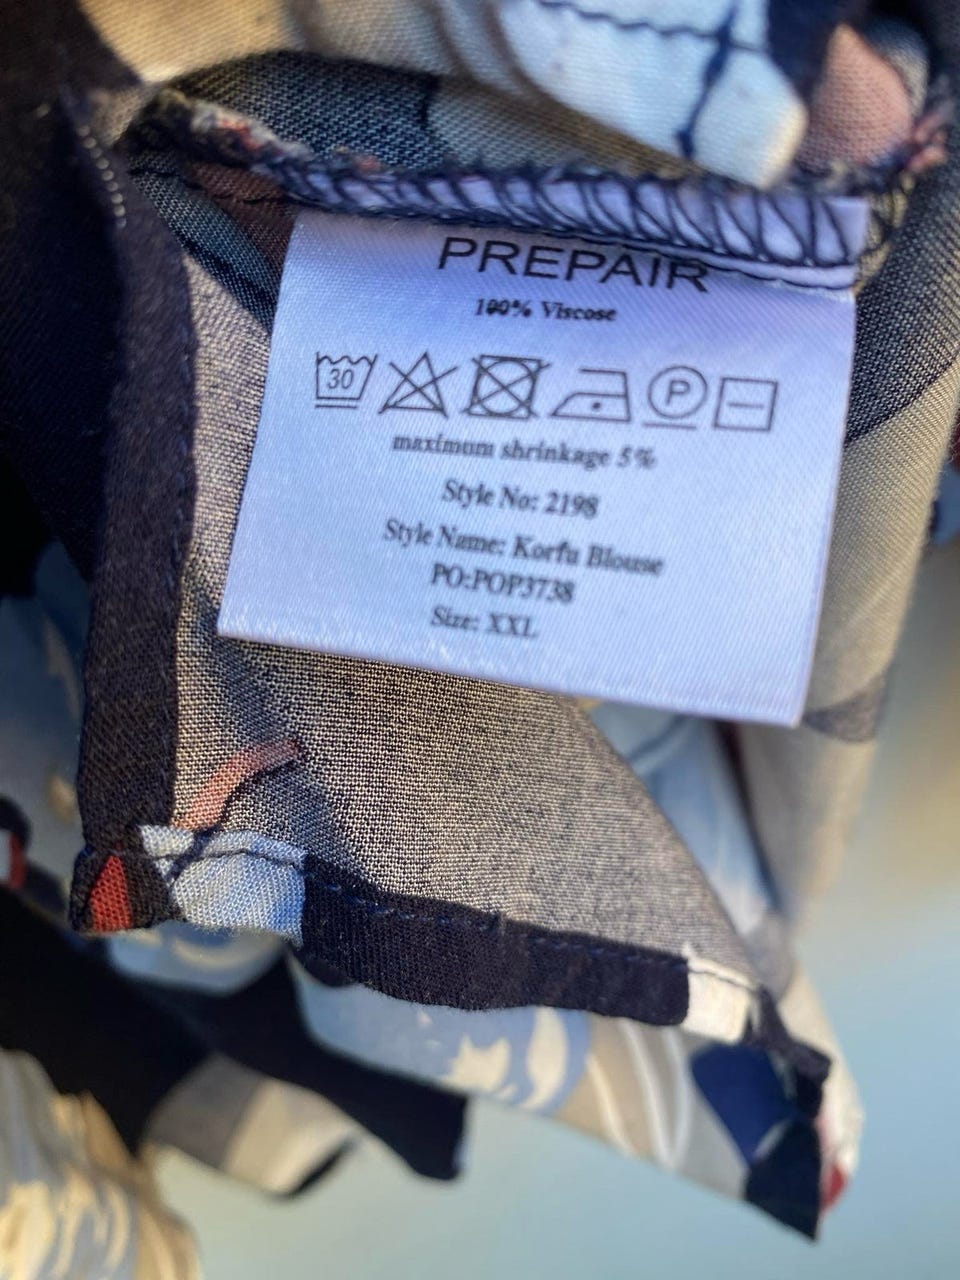 PREPAIR
100% Viscose
30 P
maximum shrinkage 5%
Style No: 2198
Style Name: Korfu Blouse
PO:POP3738
Size: XXL